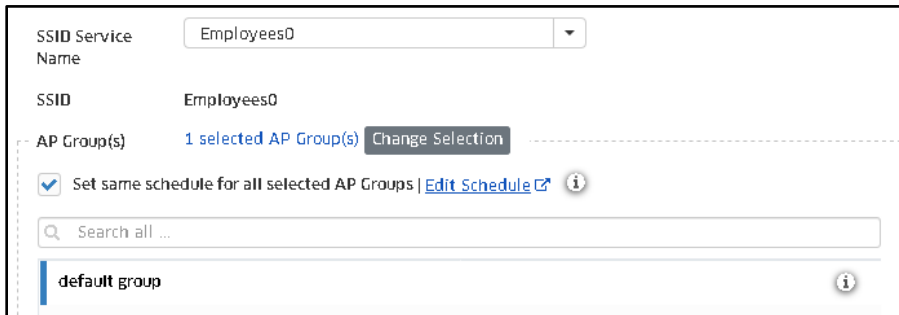 SSID Service Name
Employees0
SSID
Employees0
AP Group(s)
1 selected AP Group(s) Change Selection
Set same schedule for all selected AP Groups | Edit Schedule
Search all ...
default group